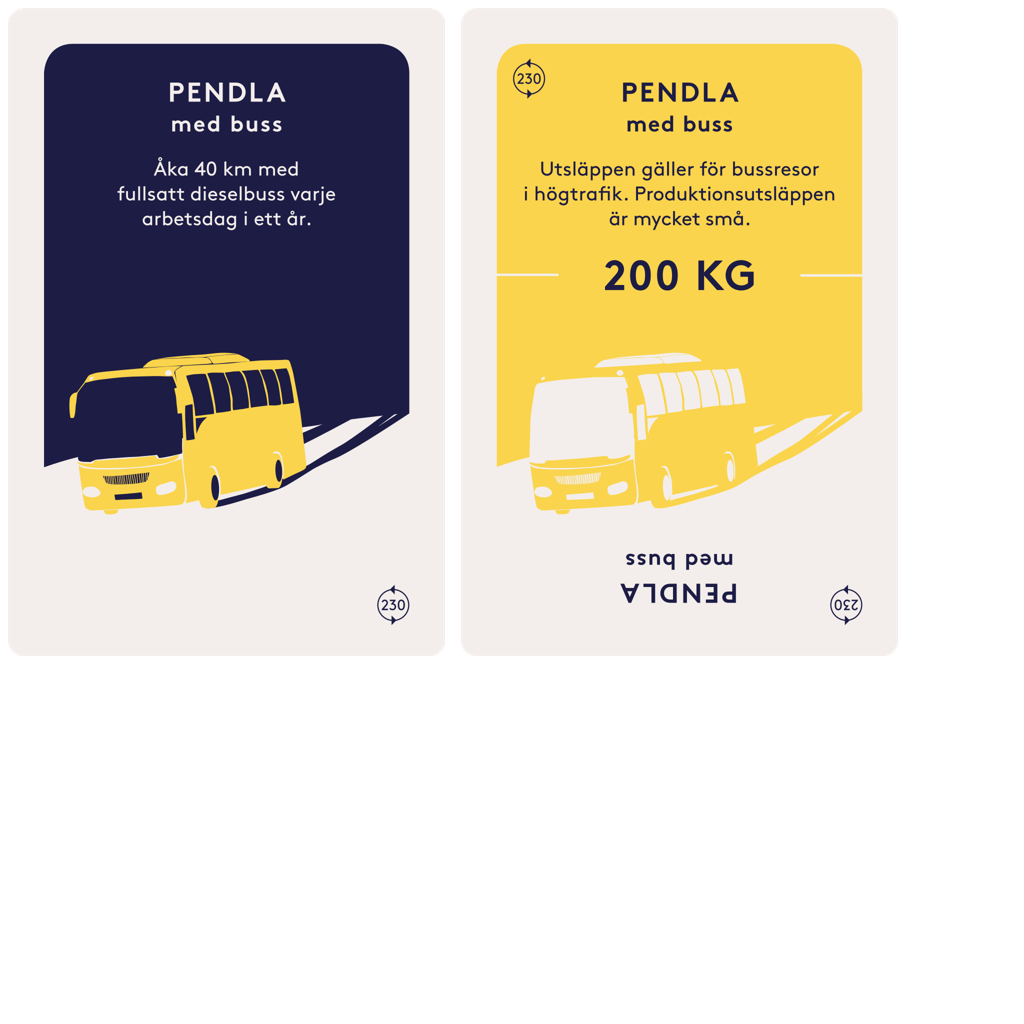 PENDLA
med buss
Åka 40 km med
fullsatt dieselbuss varje
arbetsdag i ett år.
230
230
PENDLA
med buss
Utsläppen gäller för bussresor
i högtrafik. Produktionsutsläppen
är mycket små.
200 KG
PENDLA
med buss
230